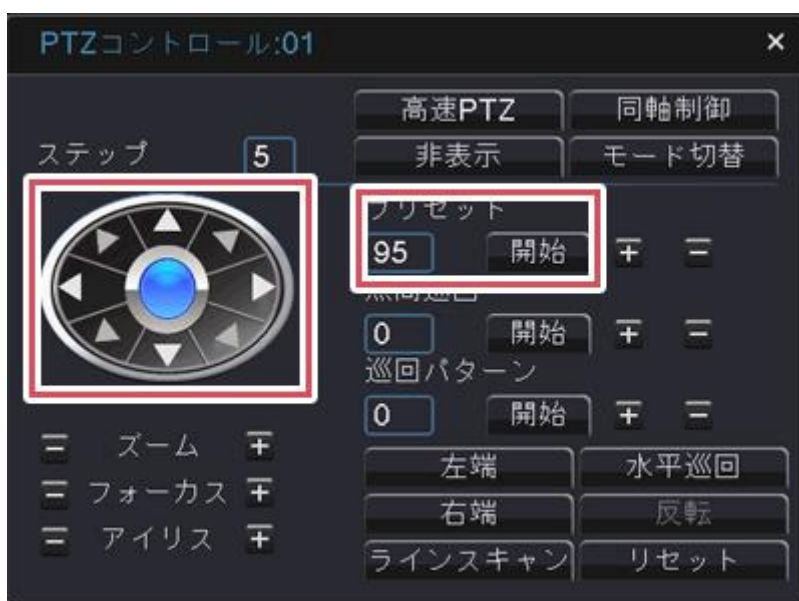 PTZコントロール:01 ×
高速PTZ 同軸制御
ステップ 5 非表示 モード切替
プリセット
95 開始 + -
0 開始 + -
巡回パターン
0 開始 + -
- ズーム +
- フォーカス +
- アイリス +
左端 水平巡回
右端 反転
ラインスキャン リセット